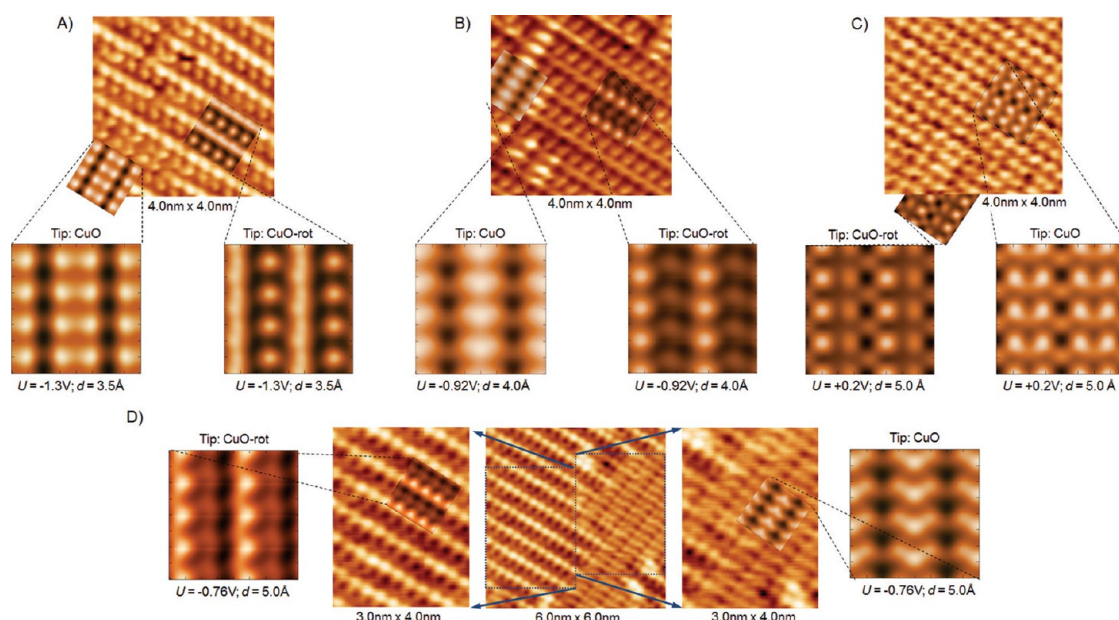 A)
B)
C)
4.0nm x 4.0nm
4.0nm x 4.0nm
4.0nm x 4.0nm
Tip: CuO
Tip: CuO-rot
Tip: CuO
Tip: CuO-rot
Tip: CuO-rot
Tip: CuO
U = -1.3V; d = 3.5Å
U = -1.3V; d = 3.5Å
U = -0.92V; d = 4.0Å
U = -0.92V; d = 4.0Å
U = +0.2V; d = 5.0Å
U = +0.2V; d = 5.0Å
D)
Tip: CuO-rot
Tip: CuO
U = -0.76V; d = 5.0Å
U = -0.76V; d = 5.0Å
3.0nm x 4.0nm
6.0nm x 6.0nm
3.0nm x 4.0nm